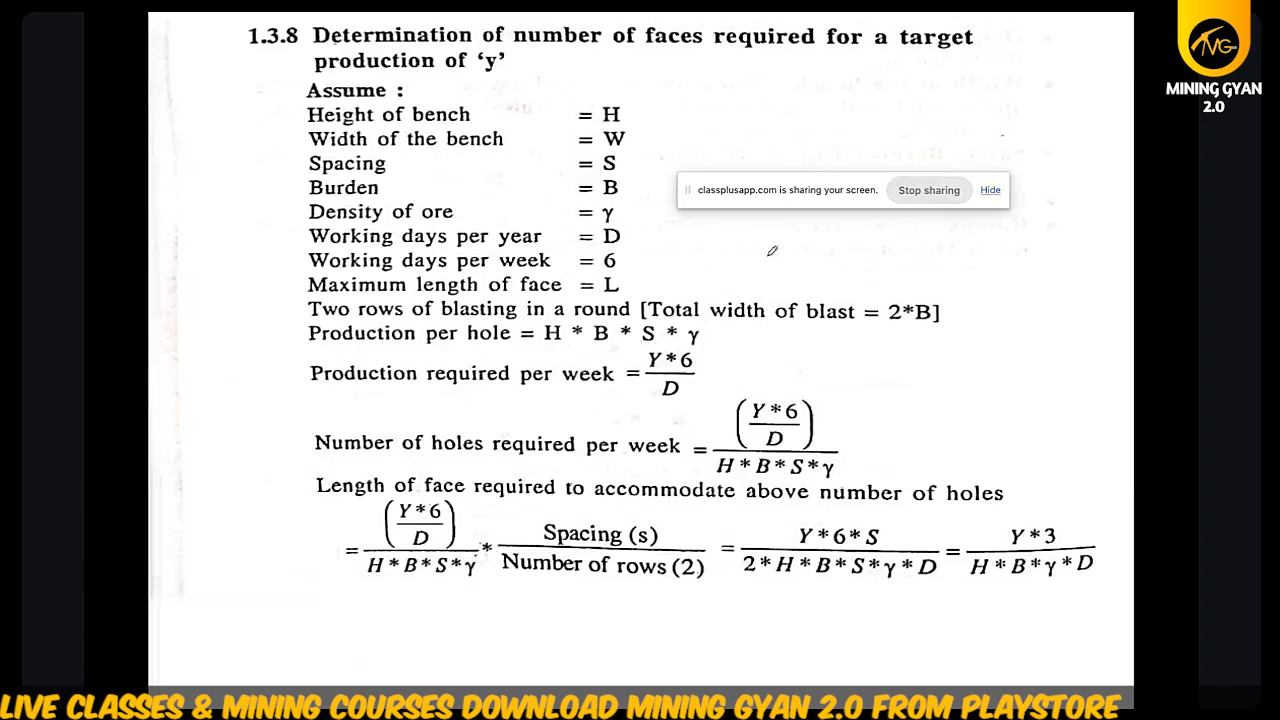 1.3.8 Determination of number of faces required for a target
production of ‘y’
Assume :
Height of bench = H
Width of the bench = W
Spacing = S
Burden = B
Density of ore = γ
Working days per year = D
Working days per week = 6
Maximum length of face = L
Two rows of blasting in a round [Total width of blast = 2*B]
Production per hole = H * B * S * γ
Production required per week = Y*6 / D
Number of holes required per week = (Y*6 / D) / H*B*S*γ
Length of face required to accommodate above number of holes
= (Y*6 / D) / H*B*S*γ * Spacing (s) / Number of rows (2) = Y*6*S / 2*H*B*S*γ*D = Y*3 / H*B*γ*D
classplusapp.com is sharing your screen. Stop sharing Hide
TVG
MINING GYAN
2.0
LIVE CLASSES & MINING COURSES DOWNLOAD MINING GYAN 2.0 FROM PLAYSTORE